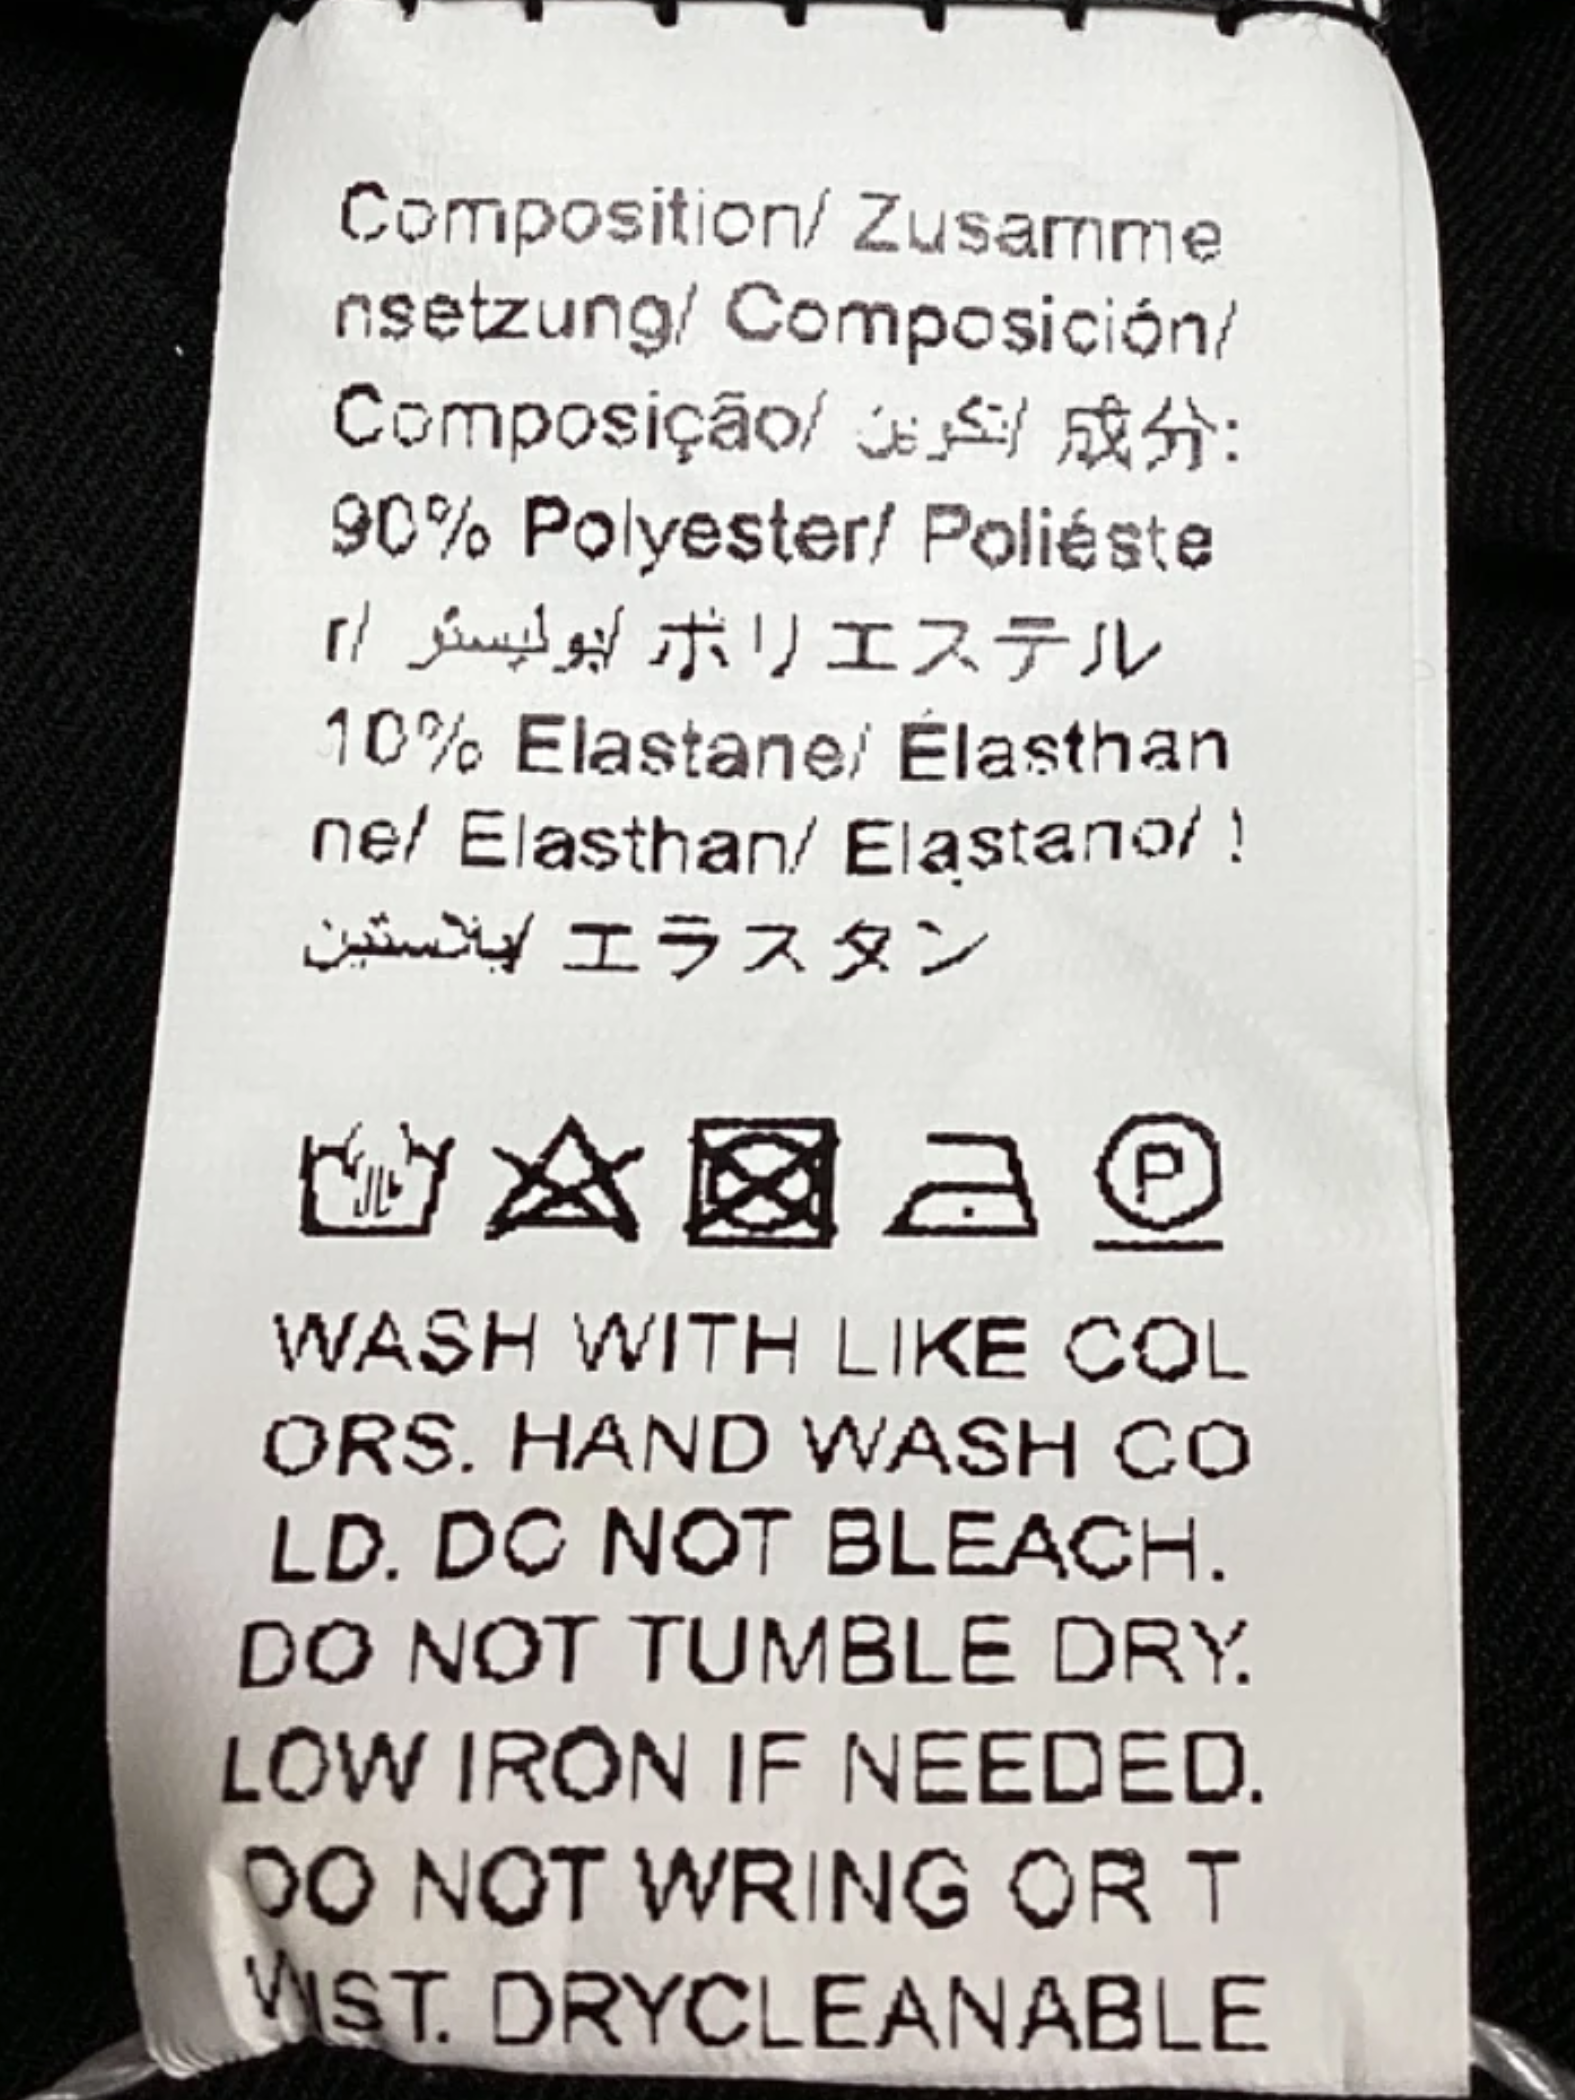 Composition/ Zusamme
nsetzung/ Composición/
Composição/ تكوين/ 成分:
90% Polyester/ Poliéste
r/ بوليستر/ ポリエステル
10% Elastane/ Élasthan
ne/ Elasthan/ Elastano/ !
エラスタン
P
WASH WITH LIKE COL
ORS. HAND WASH CO
LD. DO NOT BLEACH.
DO NOT TUMBLE DRY.
LOW IRON IF NEEDED.
DO NOT WRING OR T
WIST. DRYCLEANABLE